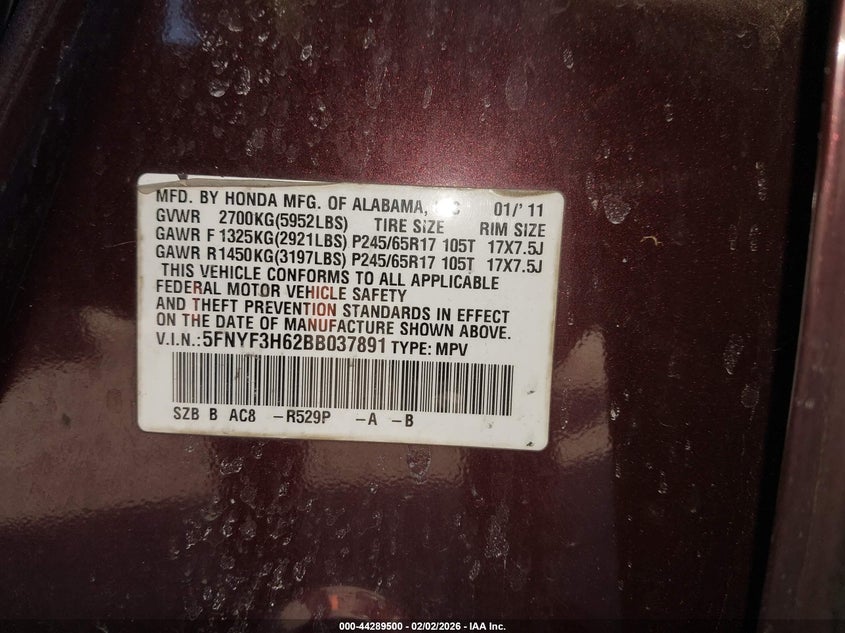 MFD. BY HONDA MFG. OF ALABAMA, C 01/' 11
GVWR 2700KG(5952LBS) TIRE SIZE RIM SIZE
GAWR F 1325KG(2921LBS) P245/65R17 105T 17X7.5J
GAWR R1450KG(3197LBS) P245/65R17 105T 17X7.5J
THIS VEHICLE CONFORMS TO ALL APPLICABLE
FEDERAL MOTOR VEHICLE SAFETY
AND THEFT PREVENTION STANDARDS IN EFFECT
ON THE DATE OF MANUFACTURE SHOWN ABOVE.
V.I.N.:5FNYF3H62BB037891 TYPE: MPV
SZB B AC8 -R529P -A -B
000-44289500 - 02/02/2026 - IAA Inc.